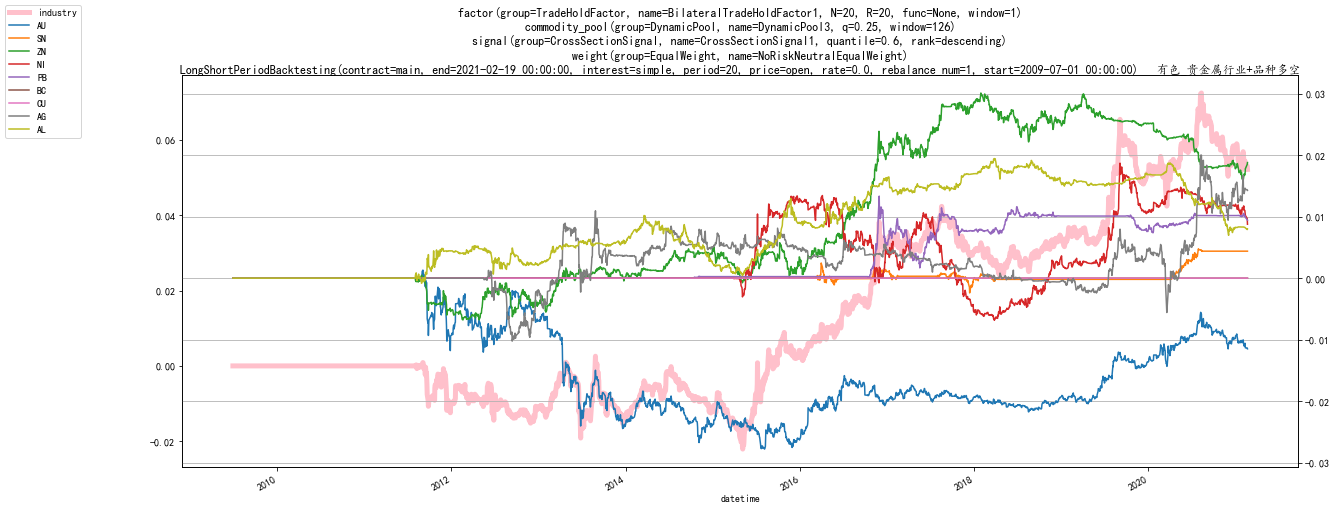 factor(group=TradeHoldFactor, name=BilateralTradeHoldFactor1, N=20, R=20, func=None, window=1)
commodity_pool(group=DynamicPool, name=DynamicPool3, q=0.25, window=126)
signal(group=CrossSectionSignal, name=CrossSectionSignal1, quantile=0.6, rank=descending)
weight(group=EqualWeight, name=NoRiskNeutralEqualWeight)
LongShortPeriodBacktesting(contract=main, end=2021-02-19 00:00:00, interest=simple, period=20, price=open, rate=0.0, rebalance_num=1, start=2009-07-01 00:00:00) 有色 贵金属行业+品种多空
industry
AU
SN
ZN
NI
PB
BC
CU
AG
AL
0.06
0.04
0.02
0.00
−0.02
0.03
0.02
0.01
0.00
−0.01
−0.02
−0.03
2010
2012
2014
2016
2018
2020
datetime